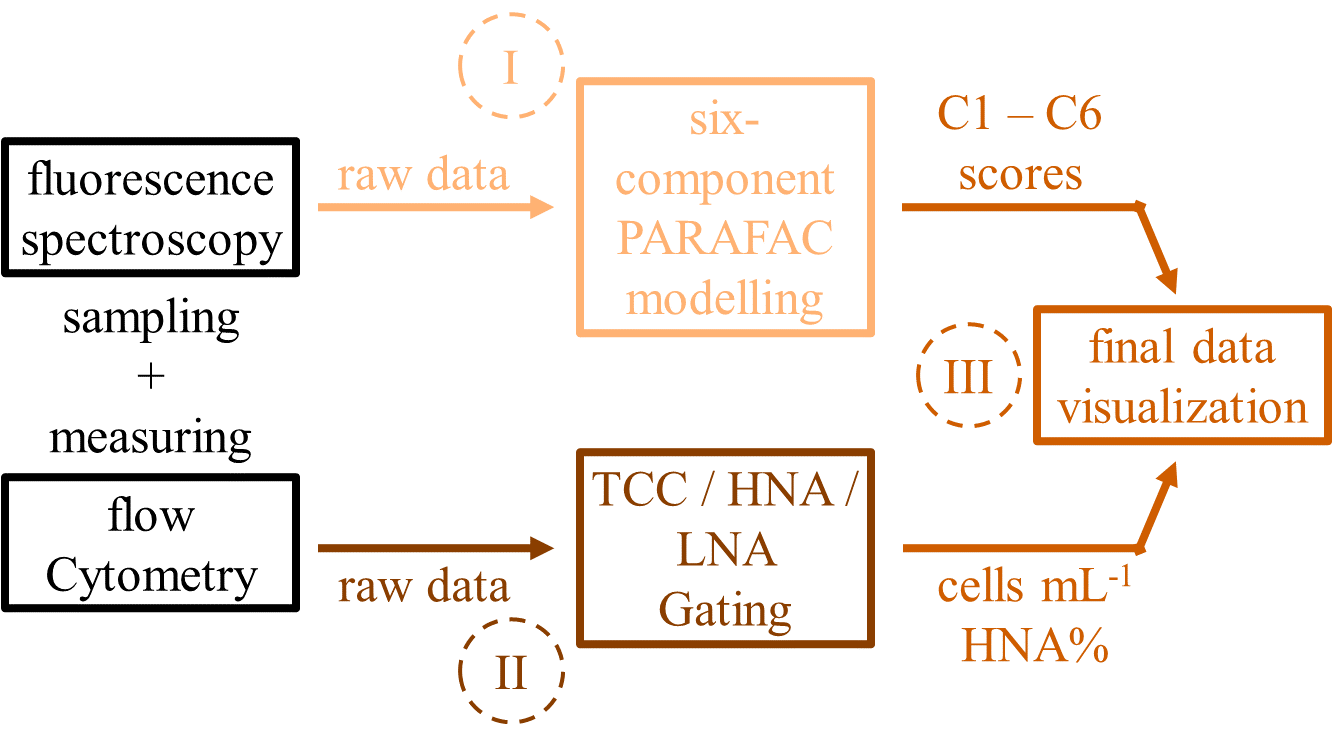 fluorescence
spectroscopy
sampling
+
measuring
flow
Cytometry
I
raw data
six-
component
PARAFAC
modelling
C1 – C6
scores
raw data
II
TCC / HNA /
LNA
Gating
cells mL⁻¹
HNA%
III
final data
visualization